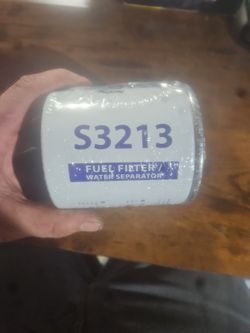 S3213
FUEL FILTER/
WATER SEPARATOR